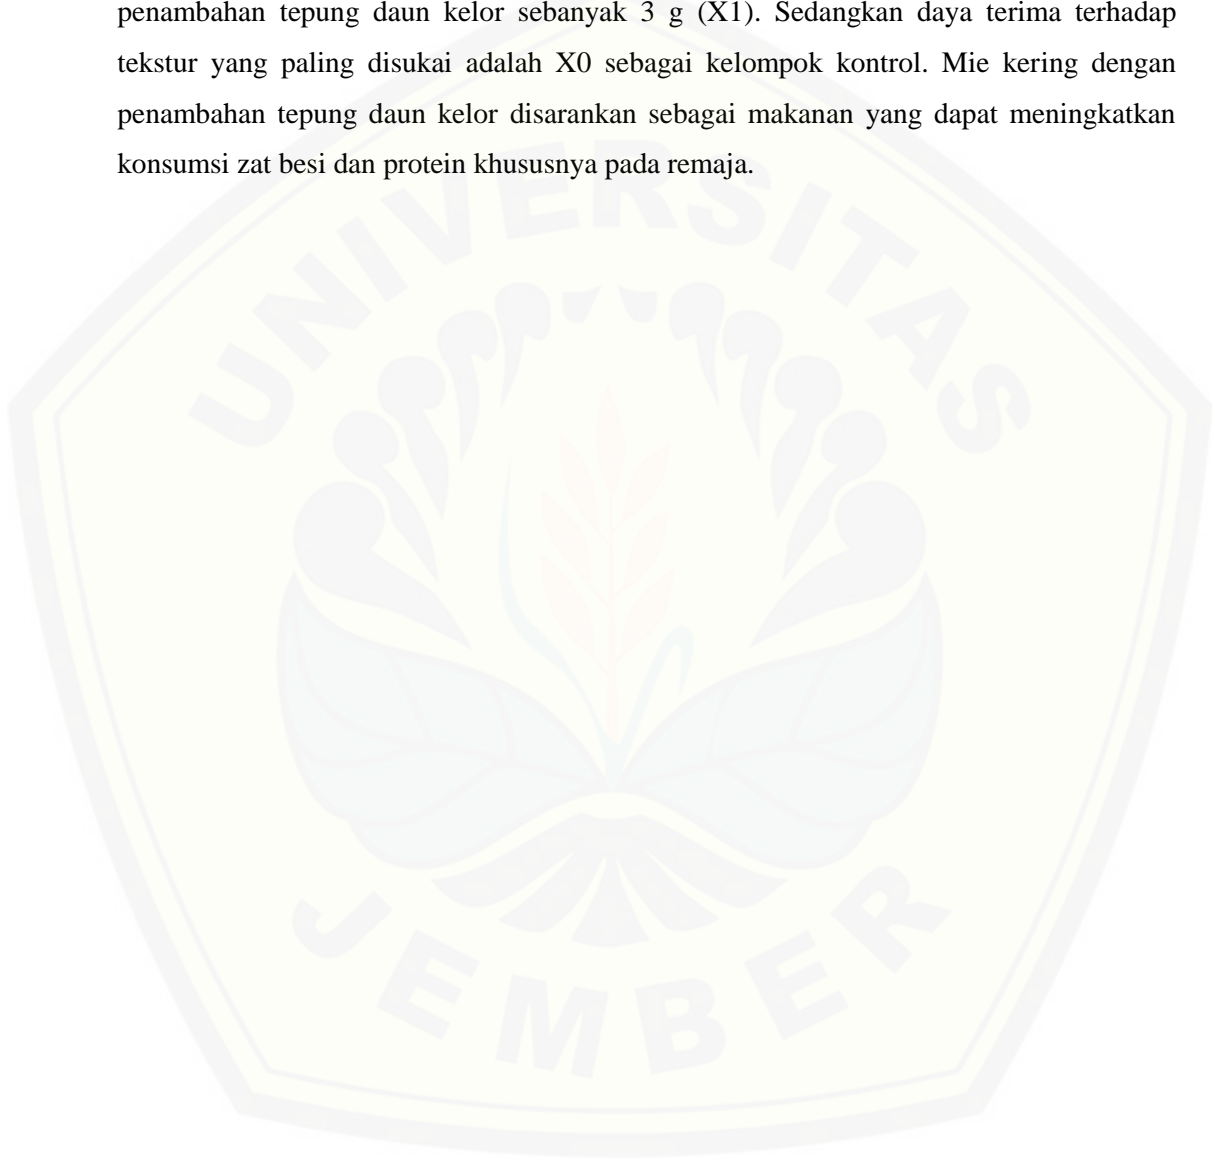 penambahan tepung daun kelor sebanyak 3 g (X1). Sedangkan daya terima terhadap
tekstur yang paling disukai adalah X0 sebagai kelompok kontrol. Mie kering dengan
penambahan tepung daun kelor disarankan sebagai makanan yang dapat meningkatkan
konsumsi zat besi dan protein khususnya pada remaja.
UNIVERSITAS
JEMBER